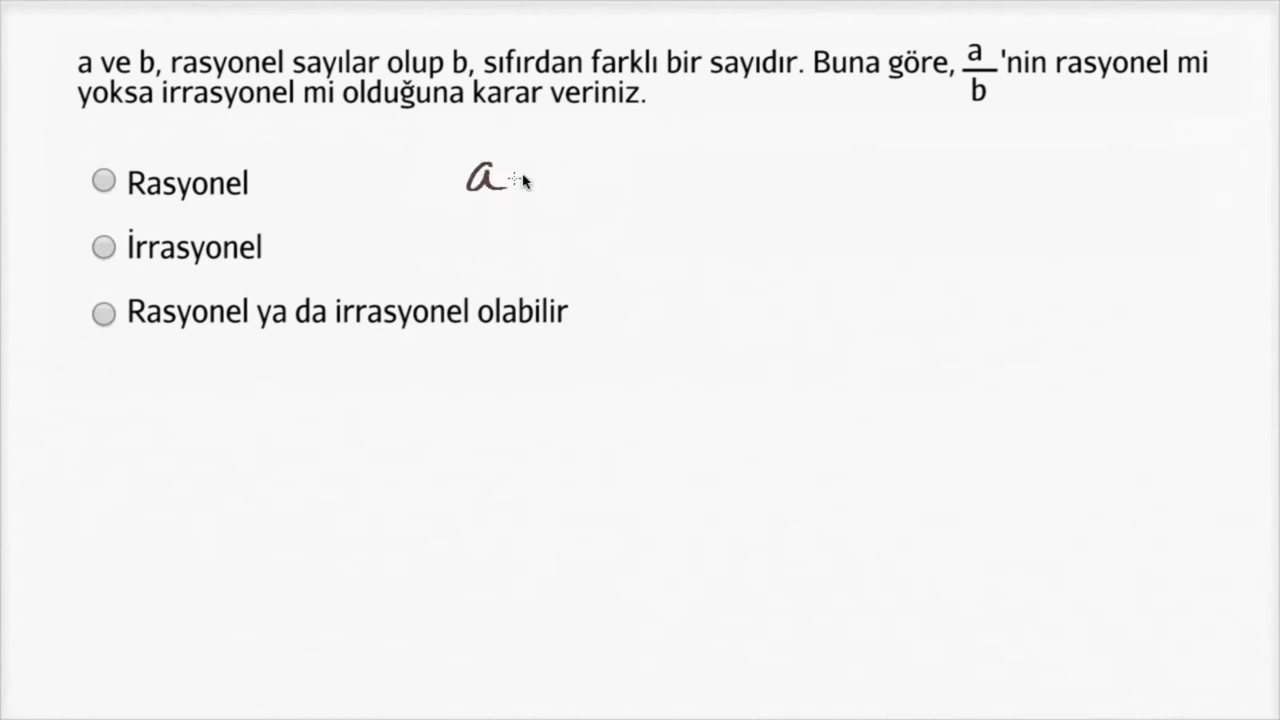 a ve b, rasyonel sayılar olup b, sıfırdan farklı bir sayıdır. Buna göre, a/b 'nin rasyonel mi
yoksa irrasyonel mi olduğuna karar veriniz.
Rasyonel
a
İrrasyonel
Rasyonel ya da irrasyonel olabilir